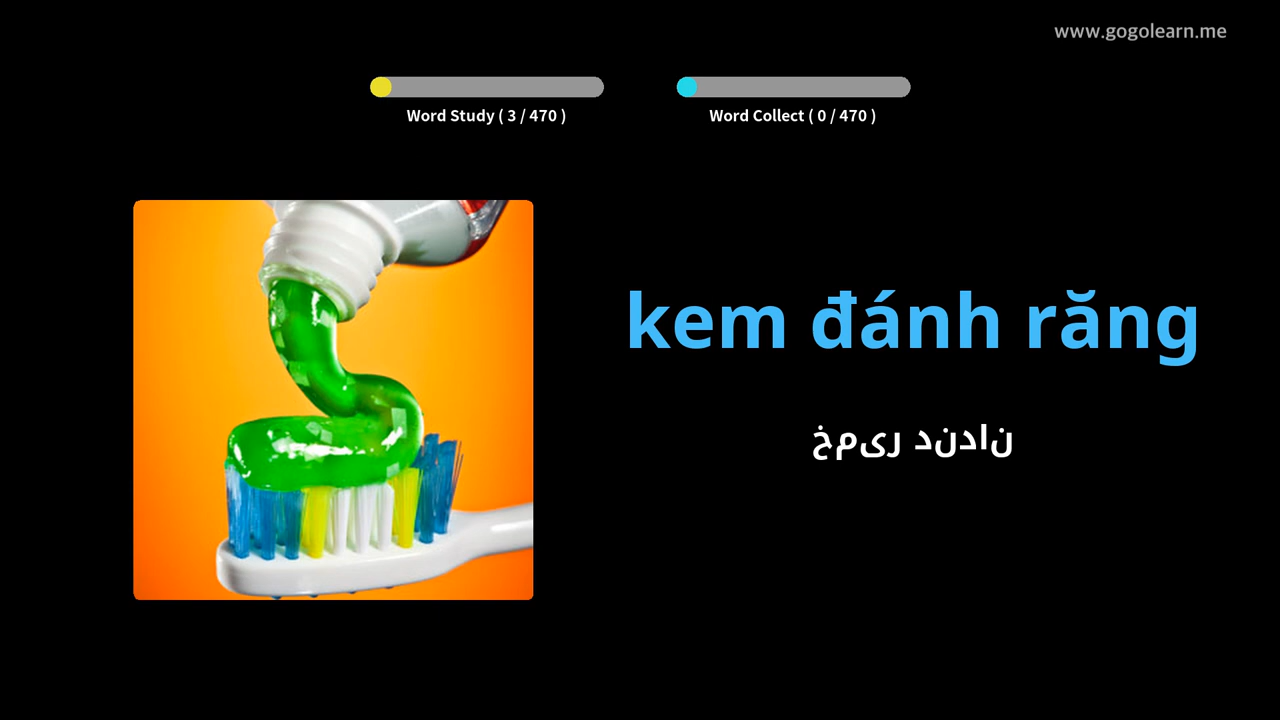 www.gogolearn.me
Word Study ( 3 / 470 )
Word Collect ( 0 / 470 )
kem đánh răng
خمیر دندان